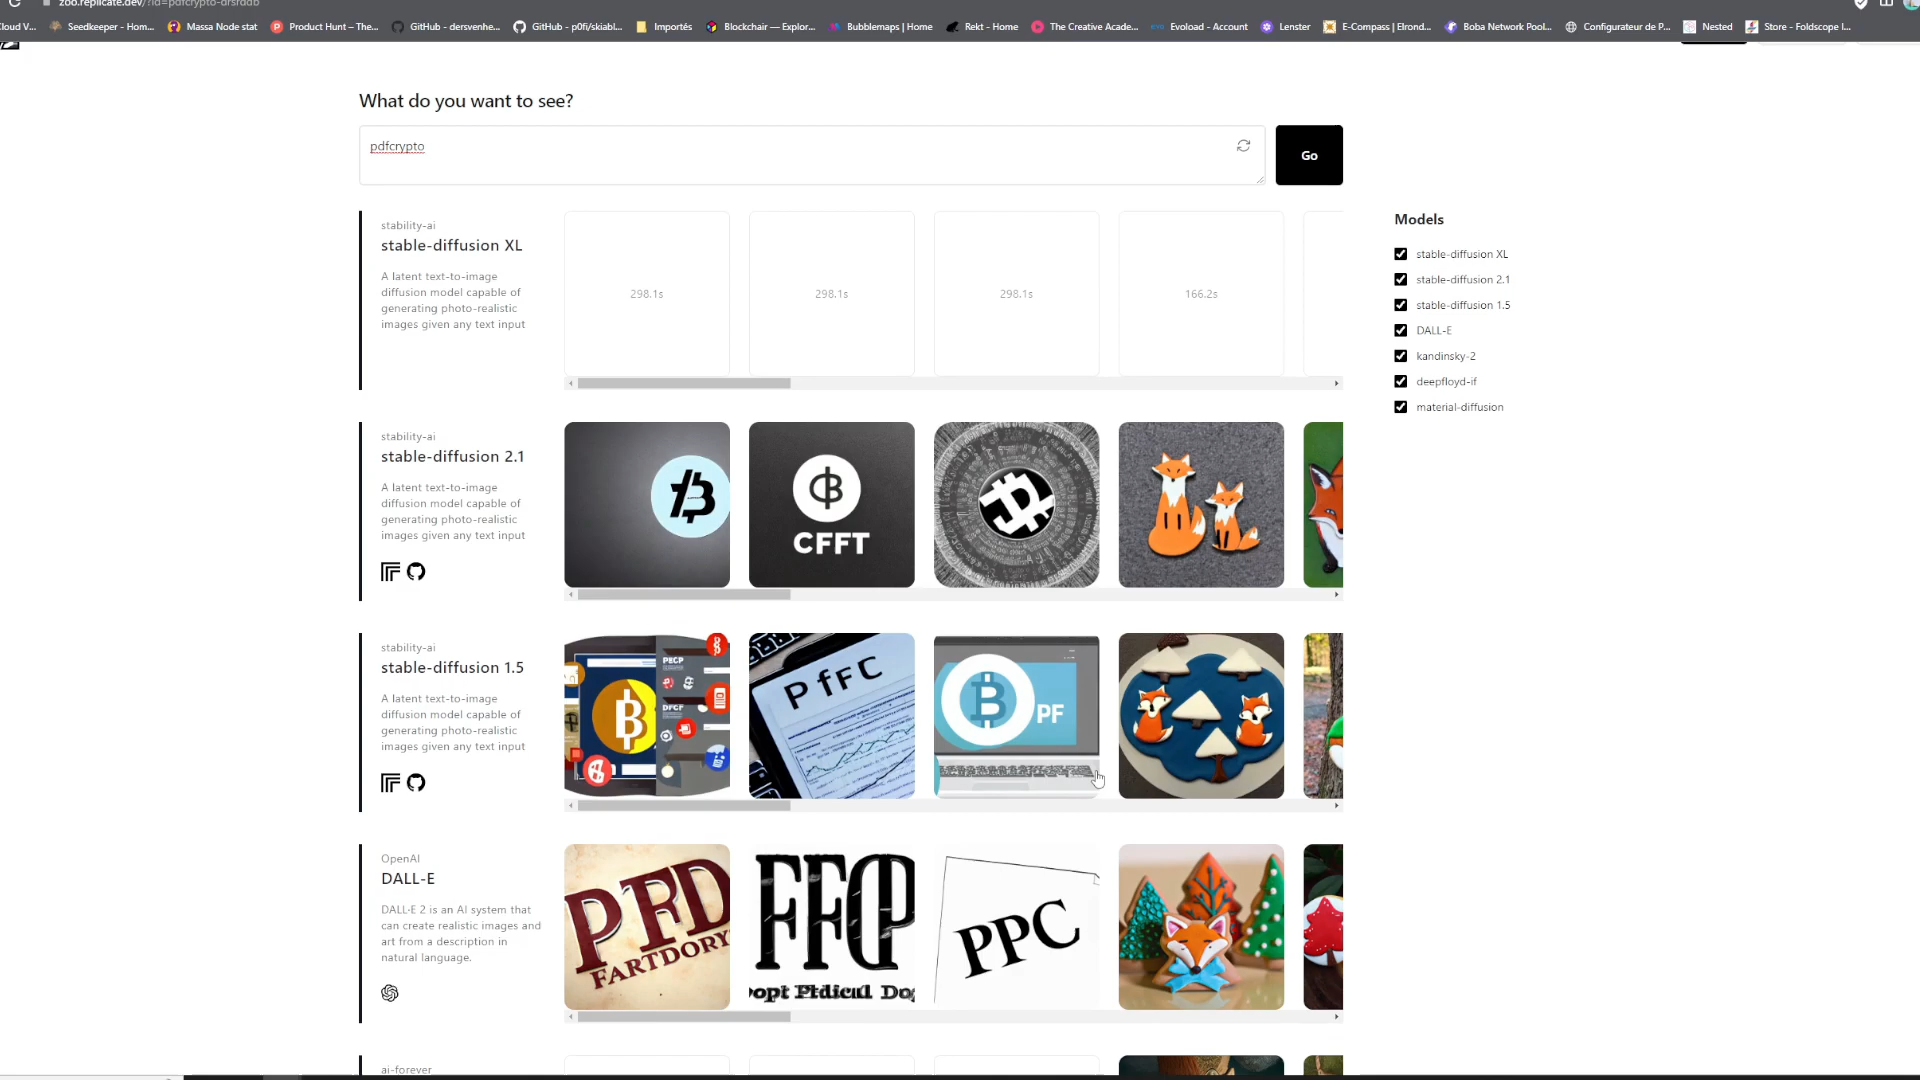 zoo.replicate.dev/?id=pdfcrypto-drsrddb
Cloud V... Seedkeeper - Hom... Massa Node stat Product Hunt – The... GitHub - dersvenhe... GitHub - p0fi/skiabl... Importés Blockchair — Explor... Bubblemaps | Home Rekt - Home The Creative Acade... Evoload - Account Lenster E-Compass | Elrond... Boba Network Pool... Configurateur de P... Nested Store – Foldscope I...
What do you want to see?
pdfcrypto
Go
stability-ai
stable-diffusion XL
A latent text-to-image
diffusion model capable of
generating photo-realistic
images given any text input
298.1s 298.1s 298.1s 166.2s
Models
stable-diffusion XL
stable-diffusion 2.1
stable-diffusion 1.5
DALL-E
kandinsky-2
deepfloyd-if
material-diffusion
stability-ai
stable-diffusion 2.1
A latent text-to-image
diffusion model capable of
generating photo-realistic
images given any text input
CFFT
stability-ai
stable-diffusion 1.5
A latent text-to-image
diffusion model capable of
generating photo-realistic
images given any text input
PECP
DFCF
PfFC
PF
OpenAI
DALL-E
DALL·E 2 is an AI system that
can create realistic images and
art from a description in
natural language.
PFD
FARTDORY
FFCP
opt Fidical Do
PPC
ai-forever